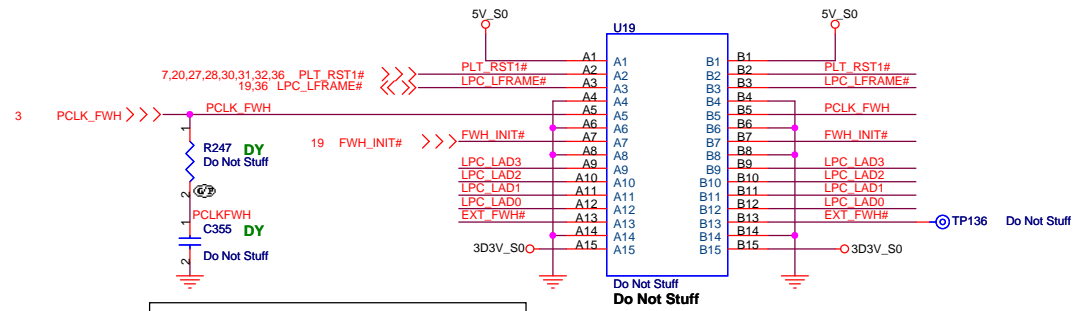 5V_S0 5V_S0
U19
A1 A1 B1 B1
7,20,27,28,30,31,32,36 PLT_RST1# PLT_RST1# A2 A2 B2 B2 PLT_RST1#
19,36 LPC_LFRAME# LPC_LFRAME# A3 A3 B3 B3 LPC_LFRAME#
A4 A4 B4 B4
3 PCLK_FWH PCLK_FWH A5 A5 B5 B5 PCLK_FWH
A6 A6 B6 B6
19 FWH_INIT# FWH_INIT# A7 A7 B7 B7 FWH_INIT#
A8 A8 B8 B8
LPC_LAD3 A9 A9 B9 B9 LPC_LAD3
LPC_LAD2 A10 A10 B10 B10 LPC_LAD2
LPC_LAD1 A11 A11 B11 B11 LPC_LAD1
LPC_LAD0 A12 A12 B12 B12 LPC_LAD0
EXT_FWH# A13 A13 B13 B13 EXT_FWH# TP136 Do Not Stuff
A14 A14 B14 B14
3D3V_S0 A15 A15 B15 B15 3D3V_S0
Do Not Stuff
Do Not Stuff
1
R247 DY
Do Not Stuff
2
PCLKFWH
1
C355 DY
Do Not Stuff
2